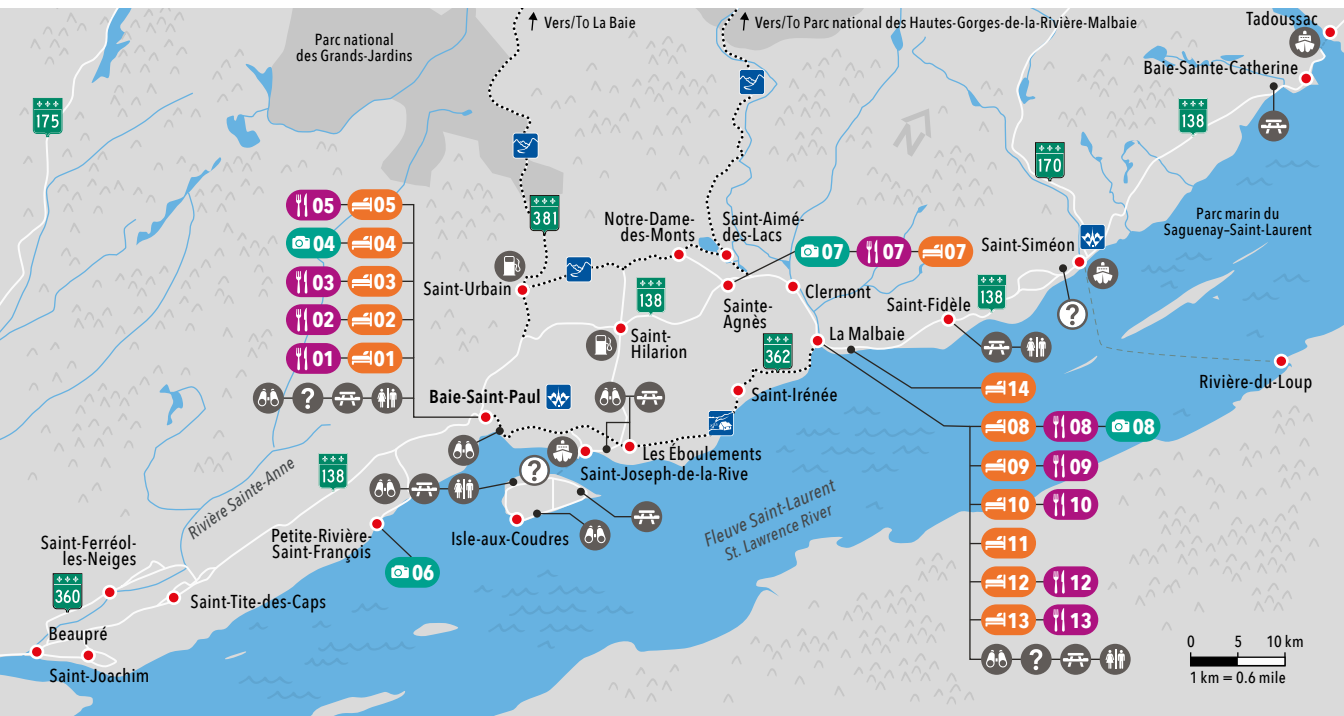 Vers/To La Baie
Vers/To Parc national des Hautes-Gorges-de-la-Rivière-Malbaie
Tadoussac
Parc national
des Grands-Jardins
Baie-Sainte-Catherine
175
138
170
05
05
381
Notre-Dame-
des-Monts
Saint-Aimé-
des-Lacs
Parc marin du
Saguenay–Saint-Laurent
04
04
07
07
07
Saint-Siméon
03
03
Saint-Urbain
138
Sainte-
Agnès
Clermont
Saint-Fidèle
138
?
02
02
Saint-
Hilarion
362
La Malbaie
01
01
Rivière-du-Loup
?
Baie-Saint-Paul
Saint-Irénée
14
08
08
08
Les Éboulements
Saint-Joseph-de-la-Rive
09
09
138
Rivière Sainte-Anne
?
10
10
Petite-Rivière-
Saint-François
Isle-aux-Coudres
Fleuve Saint-Laurent
St. Lawrence River
11
Saint-Ferréol-
les-Neiges
06
12
12
360
Saint-Tite-des-Caps
13
13
Beaupré
Saint-Joachim
?
0 5 10 km
1 km = 0.6 mile